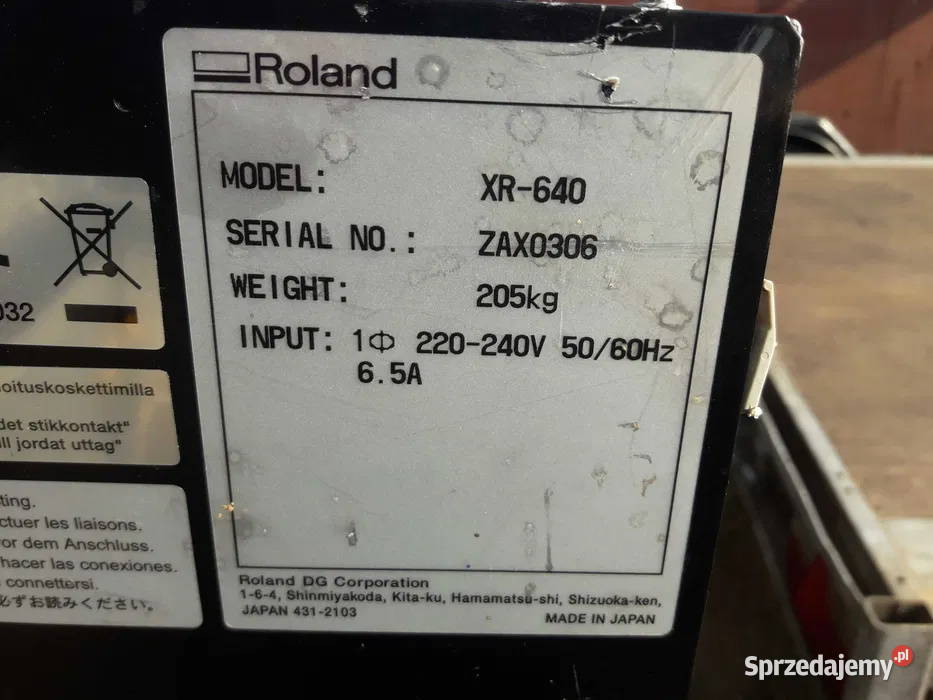 Roland
MODEL: XR-640
SERIAL NO.: ZAX0306
WEIGHT: 205kg
INPUT: 1Φ 220-240V 50/60Hz
6.5A
Roland DG Corporation
1-6-4, Shinmiyakoda, Kita-ku, Hamamatsu-shi, Shizuoka-ken,
JAPAN 431-2103
MADE IN JAPAN
032
oituskoskettimilla
det stikkontakt"
ll jordat uttag"
ting.
ctuer les liaisons.
or dem Anschluss.
hacer las conexiones.
connettersi.
必ずお読みください。
Sprzedajemy.pl